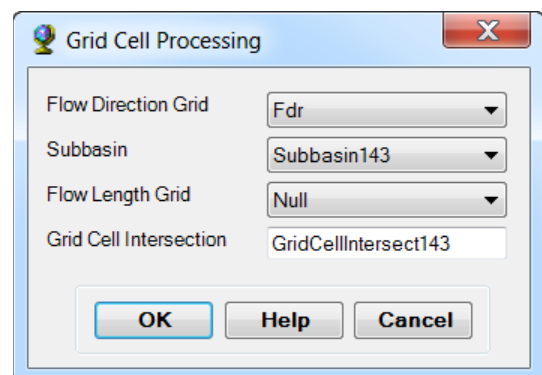 Grid Cell Processing
Flow Direction Grid Fdr
Subbasin Subbasin143
Flow Length Grid Null
Grid Cell Intersection GridCellIntersect143
OK Help Cancel